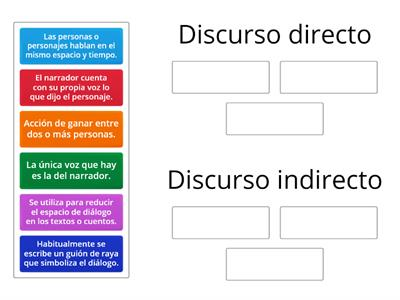 Las personas o
personajes hablan en el
mismo espacio y tiempo.
El narrador cuenta
con su propia voz lo
que dijo el personaje.
Acción de ganar entre
dos o más personas.
La única voz que hay
es la del narrador.
Se utiliza para reducir
el espacio de diálogo
en los textos o cuentos.
Habitualmente se
escribe un guión de raya
que simboliza el diálogo.
Discurso directo
Discurso indirecto